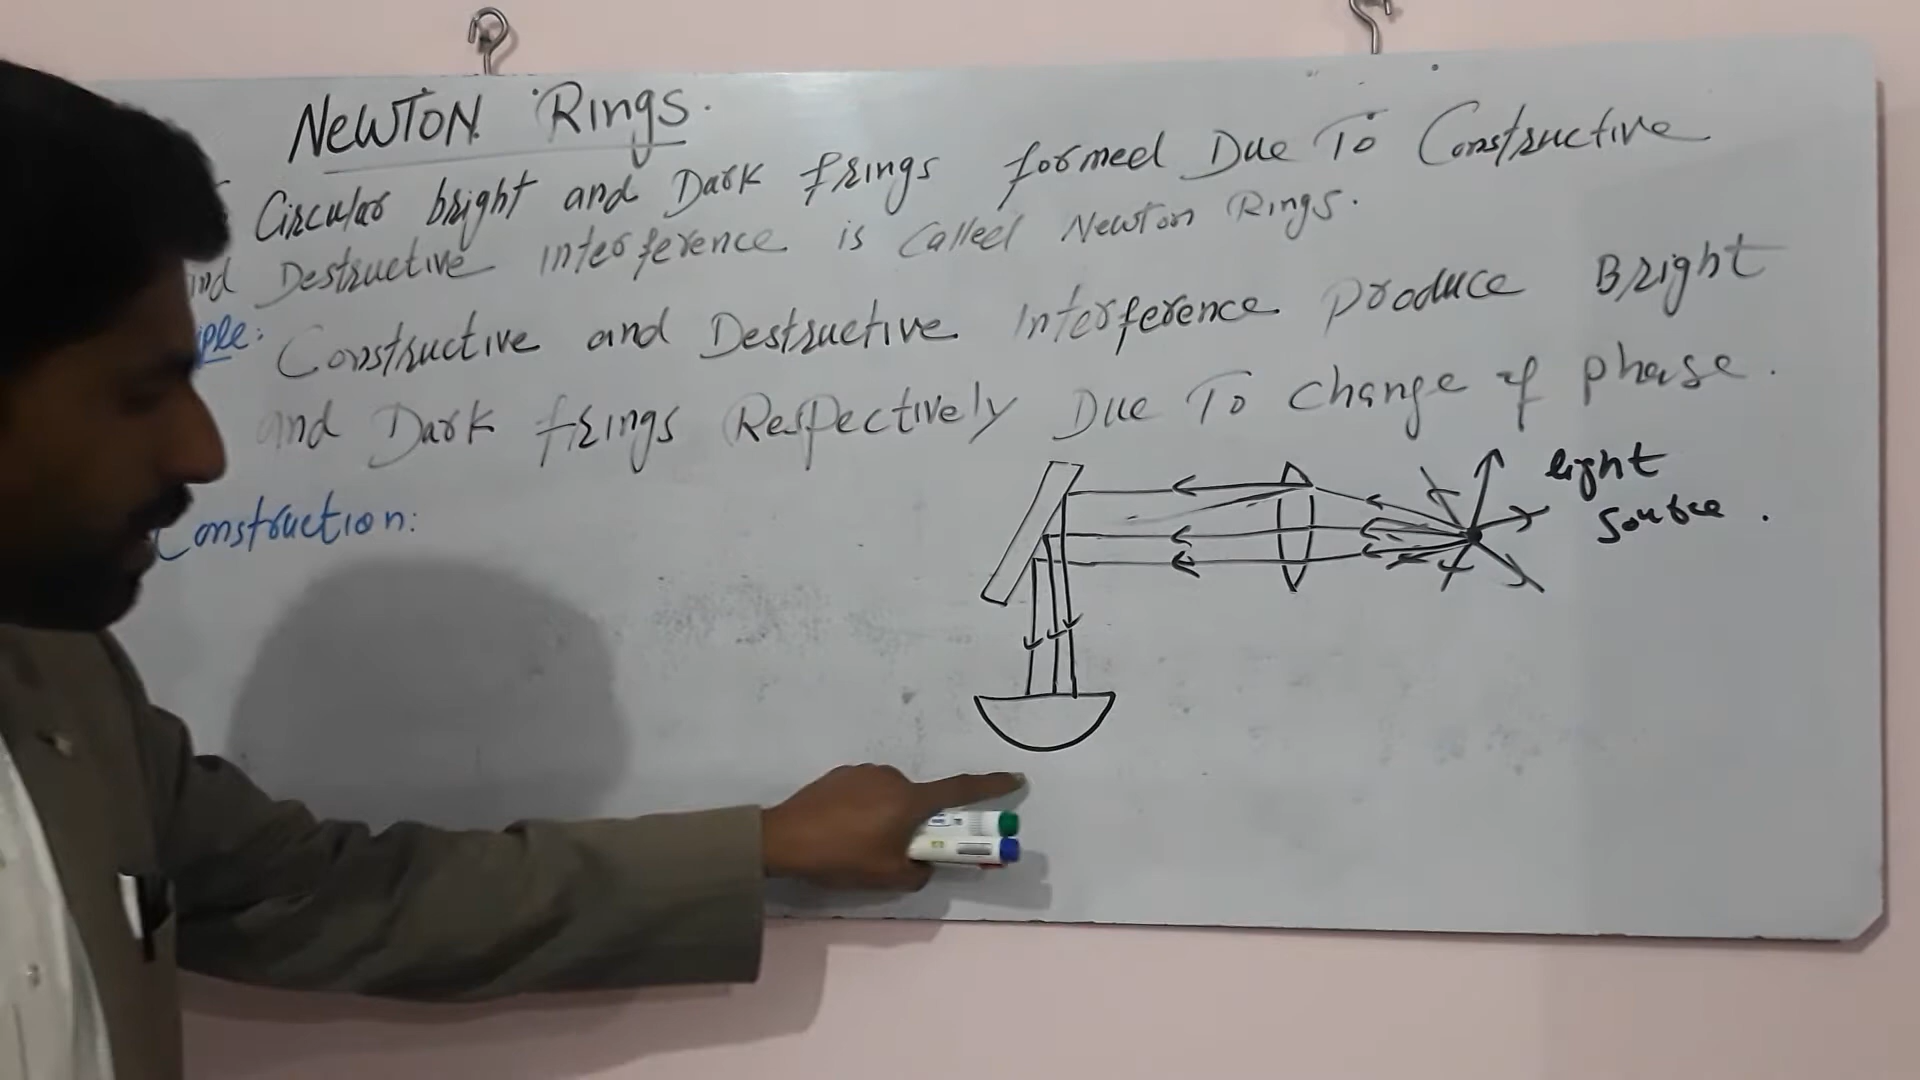 NEWTON Rings.
Circular bright and Dark frings formed Due To Constructive
and Destructive interference is Called Newton Rings.
Constructive and Destructive Interference produce Bright
and Dark frings Respectively Due To change of phase.
light
source.
Construction: